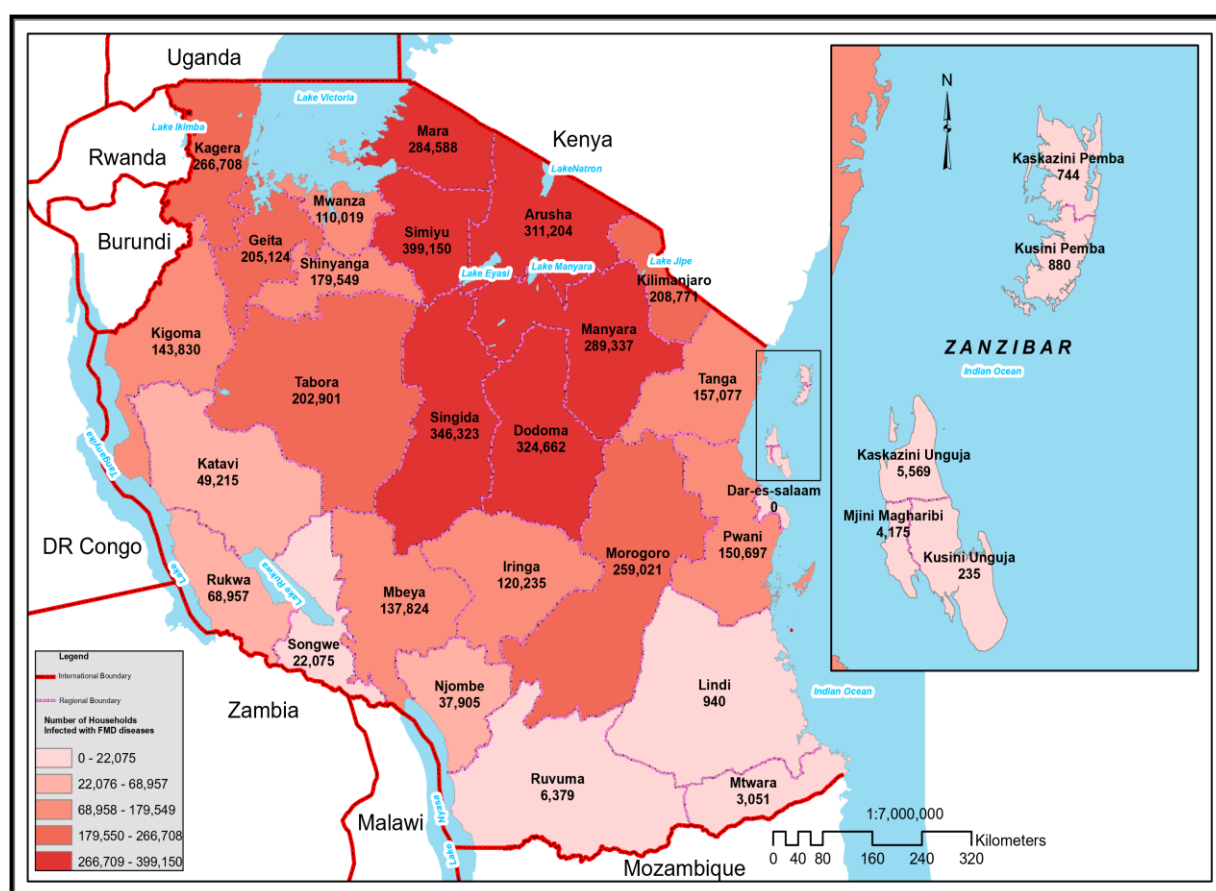 Uganda
Lake Victoria
Lake Ikimba
Rwanda
Kagera
266,708
Mara
284,588
Kenya
LakeNatron
Burundi
Mwanza
110,019
Geita
205,124
Simiyu
399,150
Arusha
311,204
Shinyanga
179,549
Lake Eyasi
Lake Manyara
Lake Jipe
Kilimanjaro
208,771
Kigoma
143,830
Manyara
289,337
Tabora
202,901
Tanga
157,077
Singida
346,323
Dodoma
324,662
Lake Tanganyika
Katavi
49,215
Dar-es-salaam
0
Pwani
150,697
DR Congo
Morogoro
259,021
Iringa
120,235
Rukwa
68,957
Lake Rukwa
Mbeya
137,824
Songwe
22,075
Njombe
37,905
Lindi
940
Indian Ocean
Zambia
Ruvuma
6,379
Mtwara
3,051
Malawi
Lake Nyasa
Mozambique
N
Kaskazini Pemba
744
Kusini Pemba
880
ZANZIBAR
Indian Ocean
Kaskazini Unguja
5,569
Mjini Magharibi
4,175
Kusini Unguja
235
Legend
International Boundary
Regional Boundary
Number of Households
Infected with FMD diseases
0 - 22,075
22,076 - 68,957
68,958 - 179,549
179,550 - 266,708
266,709 - 399,150
1:7,000,000
Kilometers
0 40 80 160 240 320